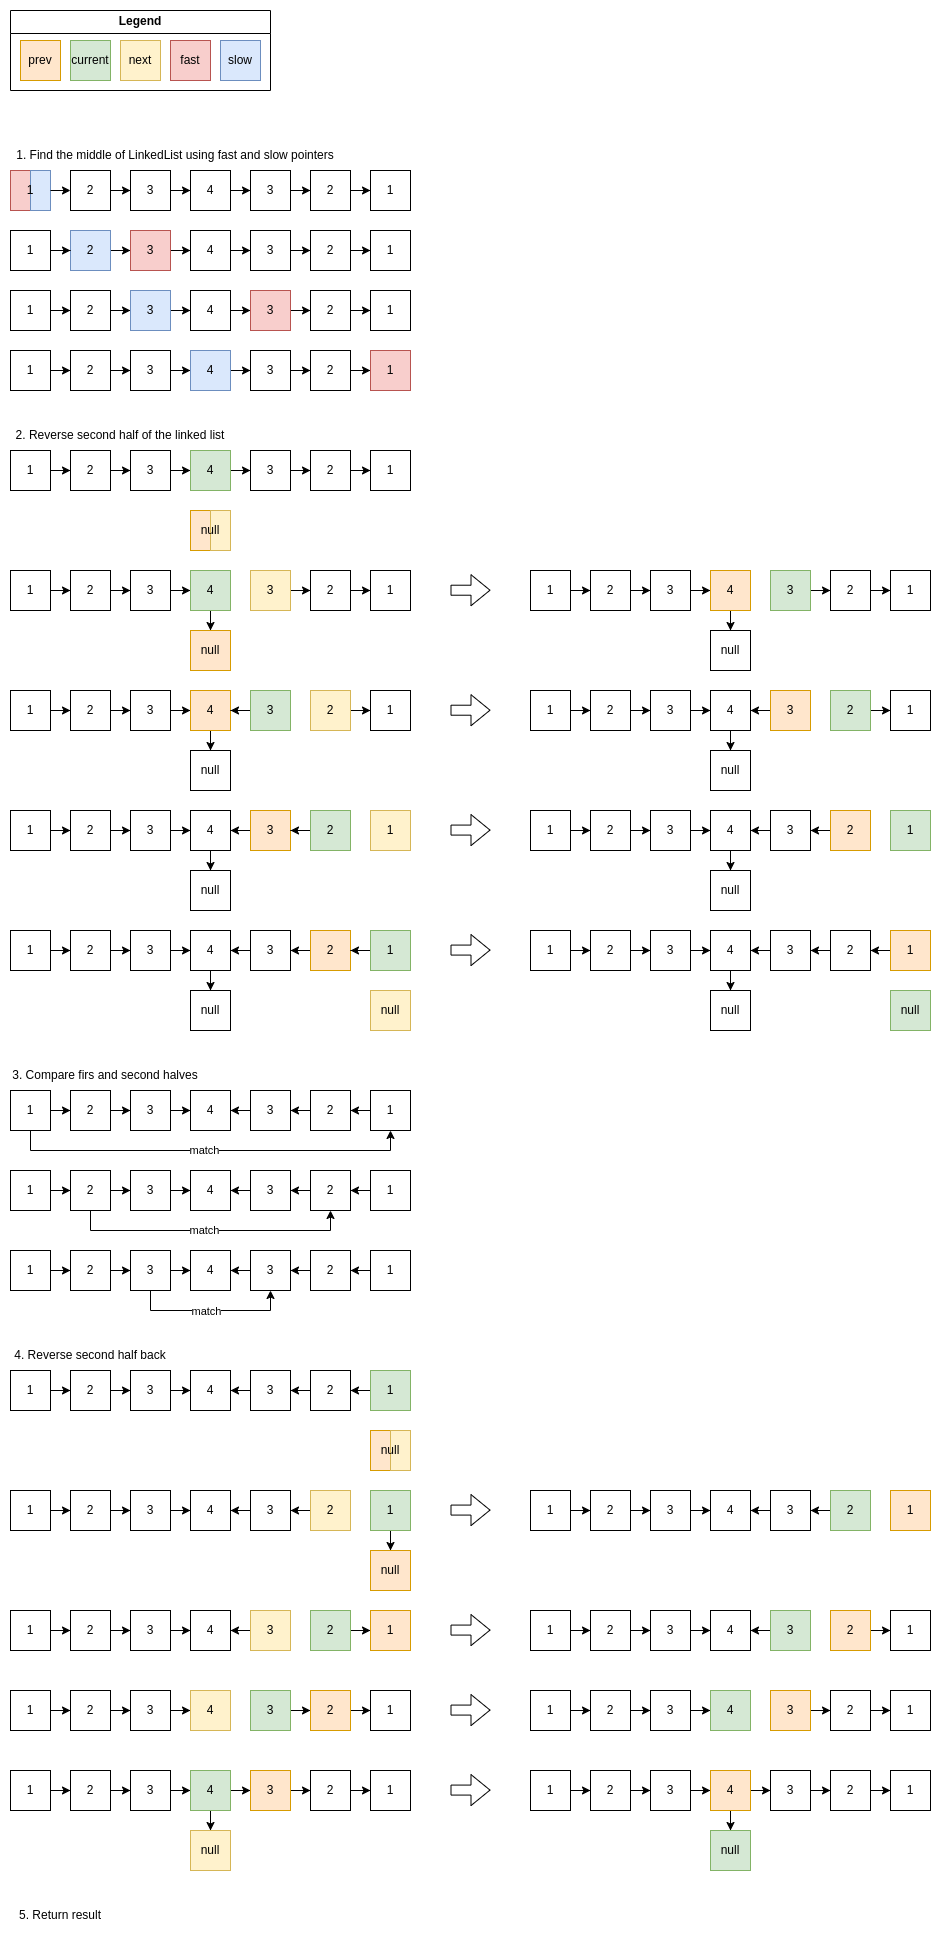 Legend
prev current next fast slow
1. Find the middle of LinkedList using fast and slow pointers
1 2 3 4 3 2 1
1 2 3 4 3 2 1
1 2 3 4 3 2 1
1 2 3 4 3 2 1
2. Reverse second half of the linked list
1 2 3 4 3 2 1
null
1 2 3 4 3 2 1 1 2 3 4 3 2 1
null null
1 2 3 4 3 2 1 1 2 3 4 3 2 1
null null
1 2 3 4 3 2 1 1 2 3 4 3 2 1
null null
1 2 3 4 3 2 1 1 2 3 4 3 2 1
null null null null
3. Compare firs and second halves
1 2 3 4 3 2 1
match
1 2 3 4 3 2 1
match
1 2 3 4 3 2 1
match
4. Reverse second half back
1 2 3 4 3 2 1
null
1 2 3 4 3 2 1 1 2 3 4 3 2 1
null
1 2 3 4 3 2 1 1 2 3 4 3 2 1
1 2 3 4 3 2 1 1 2 3 4 3 2 1
1 2 3 4 3 2 1 1 2 3 4 3 2 1
null null
5. Return result